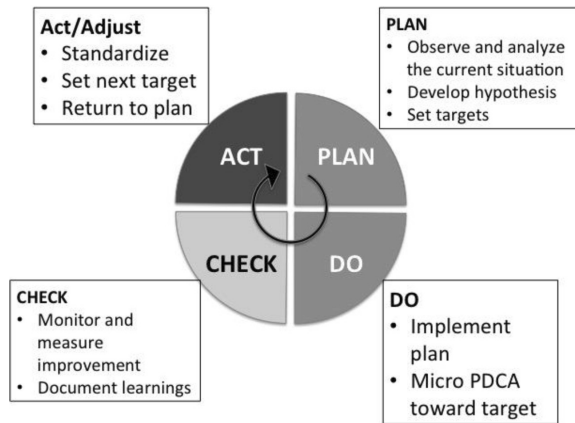 Act/Adjust
• Standardize
• Set next target
• Return to plan
PLAN
• Observe and analyze
the current situation
• Develop hypothesis
• Set targets
ACT
PLAN
CHECK
DO
CHECK
• Monitor and
measure
improvement
• Document learnings
DO
• Implement
plan
• Micro PDCA
toward target